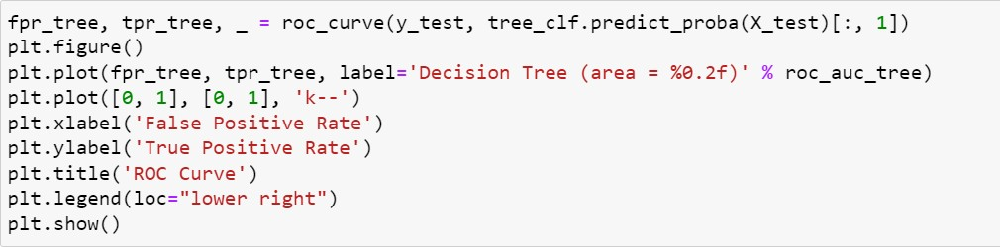 fpr_tree, tpr_tree, _ = roc_curve(y_test, tree_clf.predict_proba(X_test)[:, 1])
plt.figure()
plt.plot(fpr_tree, tpr_tree, label='Decision Tree (area = %0.2f)' % roc_auc_tree)
plt.plot([0, 1], [0, 1], 'k--')
plt.xlabel('False Positive Rate')
plt.ylabel('True Positive Rate')
plt.title('ROC Curve')
plt.legend(loc="lower right")
plt.show()